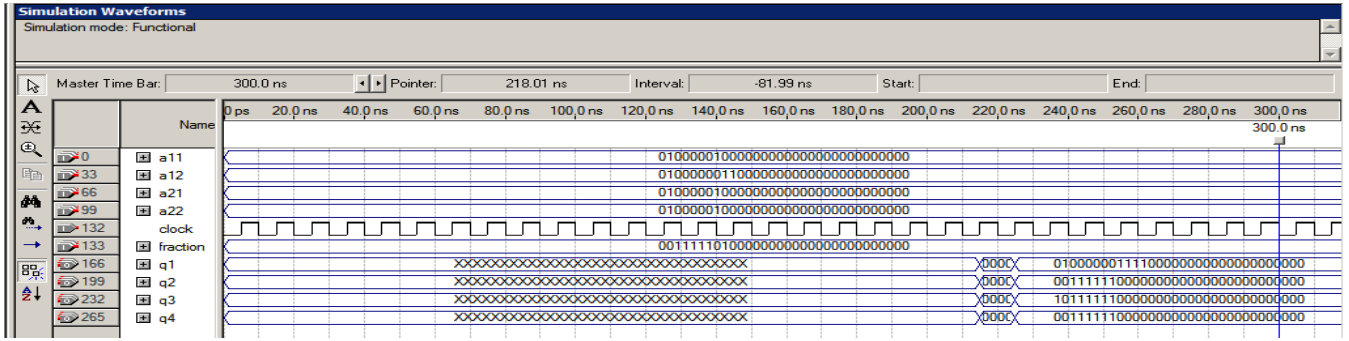 Simulation Waveforms
Simulation mode: Functional
Master Time Bar: 300.0 ns Pointer: 218.01 ns Interval: -81.99 ns Start: End:
Name 0 ps 20.0 ns 40.0 ns 60.0 ns 80.0 ns 100.0 ns 120.0 ns 140.0 ns 160.0 ns 180.0 ns 200.0 ns 220.0 ns 240.0 ns 260.0 ns 280.0 ns 300.0 ns
300.0 ns
0 a11 01000001000000000000000000000000
33 a12 01000000110000000000000000000000
66 a21 01000001000000000000000000000000
99 a22 01000001000000000000000000000000
132 clock
133 fraction 00111110100000000000000000000000
166 q1 XXXXXXXXXXXXXXXXXXXXXXXXXXXXXXXX 01000000111100000000000000000000
199 q2 XXXXXXXXXXXXXXXXXXXXXXXXXXXXXXXX 00111111000000000000000000000000
232 q3 XXXXXXXXXXXXXXXXXXXXXXXXXXXXXXXX 10111111000000000000000000000000
265 q4 XXXXXXXXXXXXXXXXXXXXXXXXXXXXXXXX 00111111000000000000000000000000